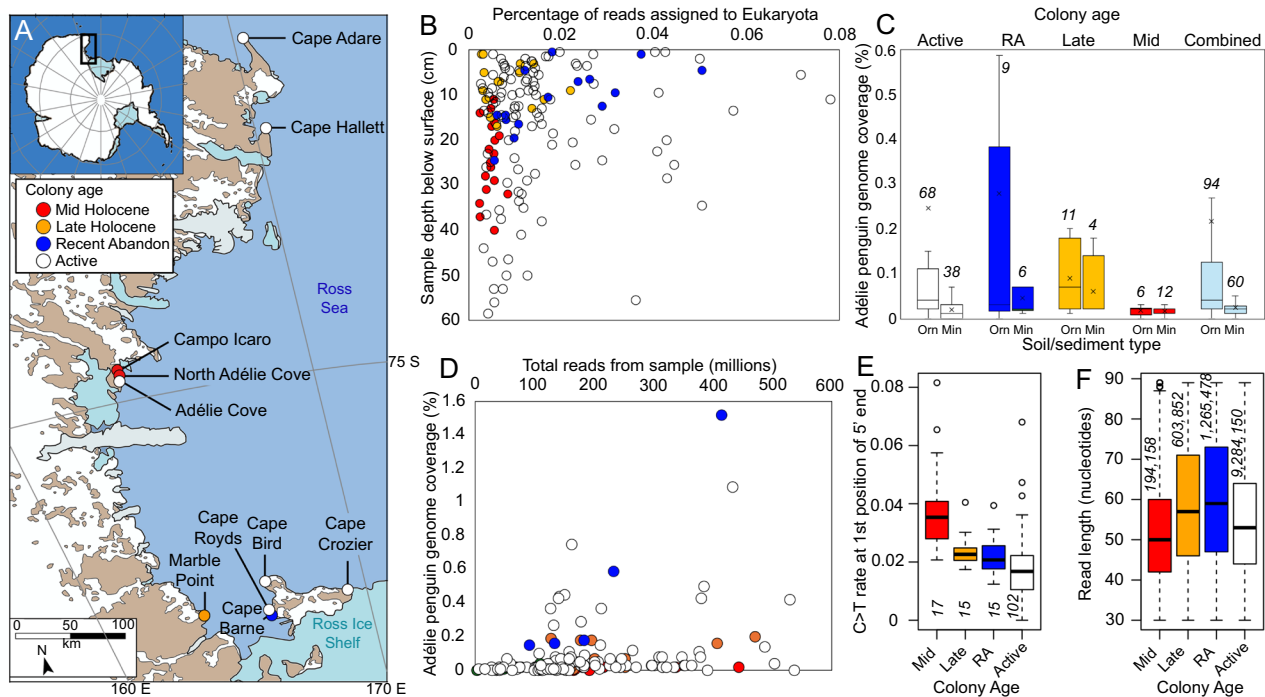 A
Cape Adare
Cape Hallett
Colony age
Mid Holocene
Late Holocene
Recent Abandon
Active
Ross
Sea
Campo Icaro
North Adélie Cove
Adélie Cove
75 S
Cape
Royds
Cape
Bird
Cape
Crozier
Marble
Point
Cape
Barne
Ross Ice
Shelf
0 50 100
km
N
160 E
170 E
B
Percentage of reads assigned to Eukaryota
0 0.02 0.04 0.06 0.08
Sample depth below surface (cm)
0
10
20
30
40
50
60
C
Colony age
Active RA Late Mid Combined
Adélie penguin genome coverage (%)
0.6
0.5
0.4
0.3
0.2
0.1
0
68
38
9
6
11
4
6
12
94
60
Orn Min Orn Min Orn Min Orn Min Orn Min
Soil/sediment type
D
Total reads from sample (millions)
0 100 200 300 400 500 600
Adélie penguin genome coverage (%)
1.6
1.4
1.2
1
0.8
0.6
0.4
0.2
0
E
C>T rate at 1st position of 5' end
0.08
0.06
0.04
0.02
0
17
15
15
102
Mid Late RA Active
Colony Age
F
Read length (nucleotides)
90
80
70
60
50
40
30
194,158
603,852
1,265,478
9,284,150
Mid Late RA Active
Colony Age